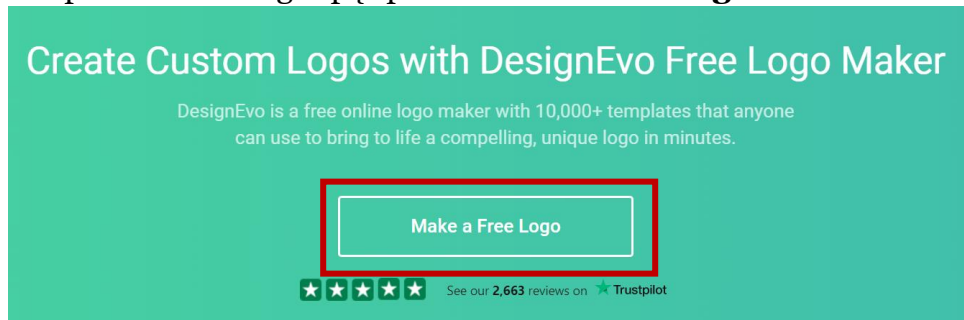 Create Custom Logos with DesignEvo Free Logo Maker
DesignEvo is a free online logo maker with 10,000+ templates that anyone
can use to bring to life a compelling, unique logo in minutes.
Make a Free Logo
See our 2,663 reviews on Trustpilot